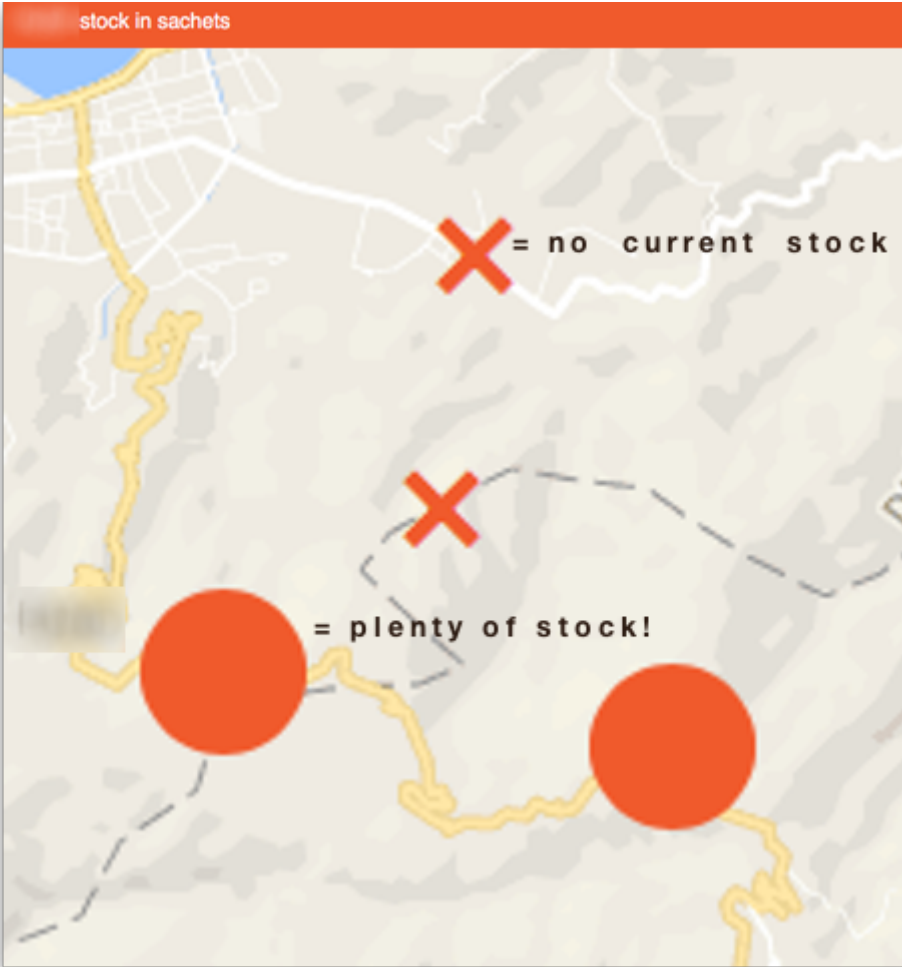 stock in sachets
= no current stock
= plenty of stock!